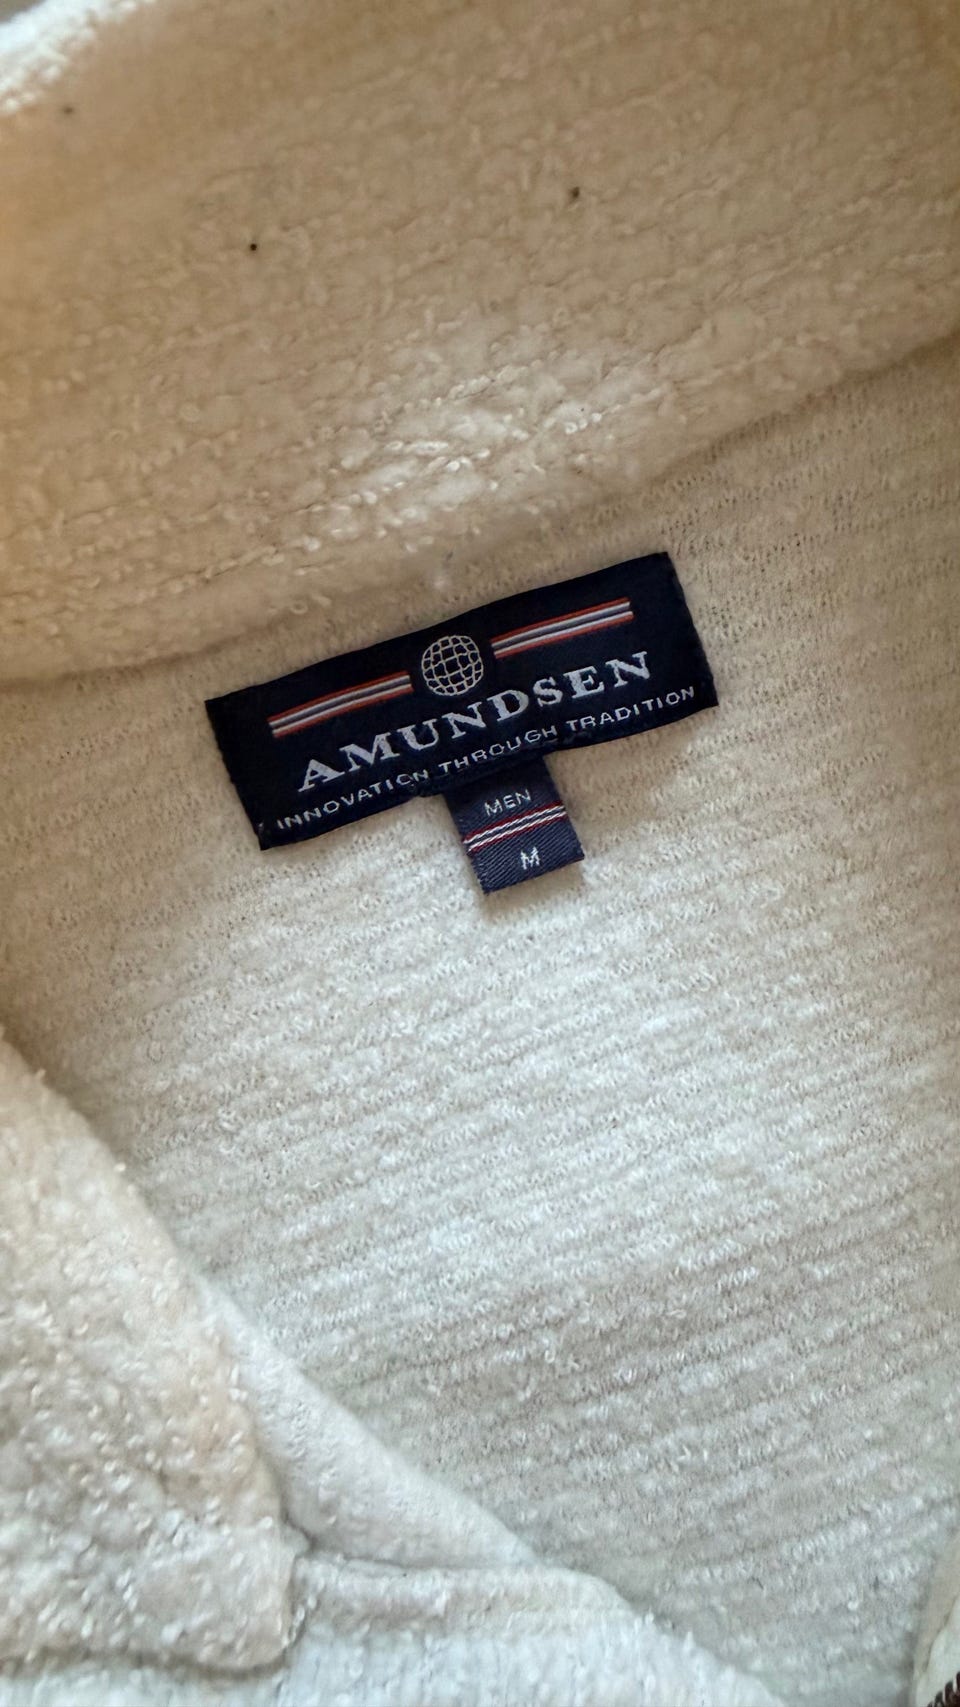 AMUNDSEN
INNOVATION THROUGH TRADITION
MEN
M